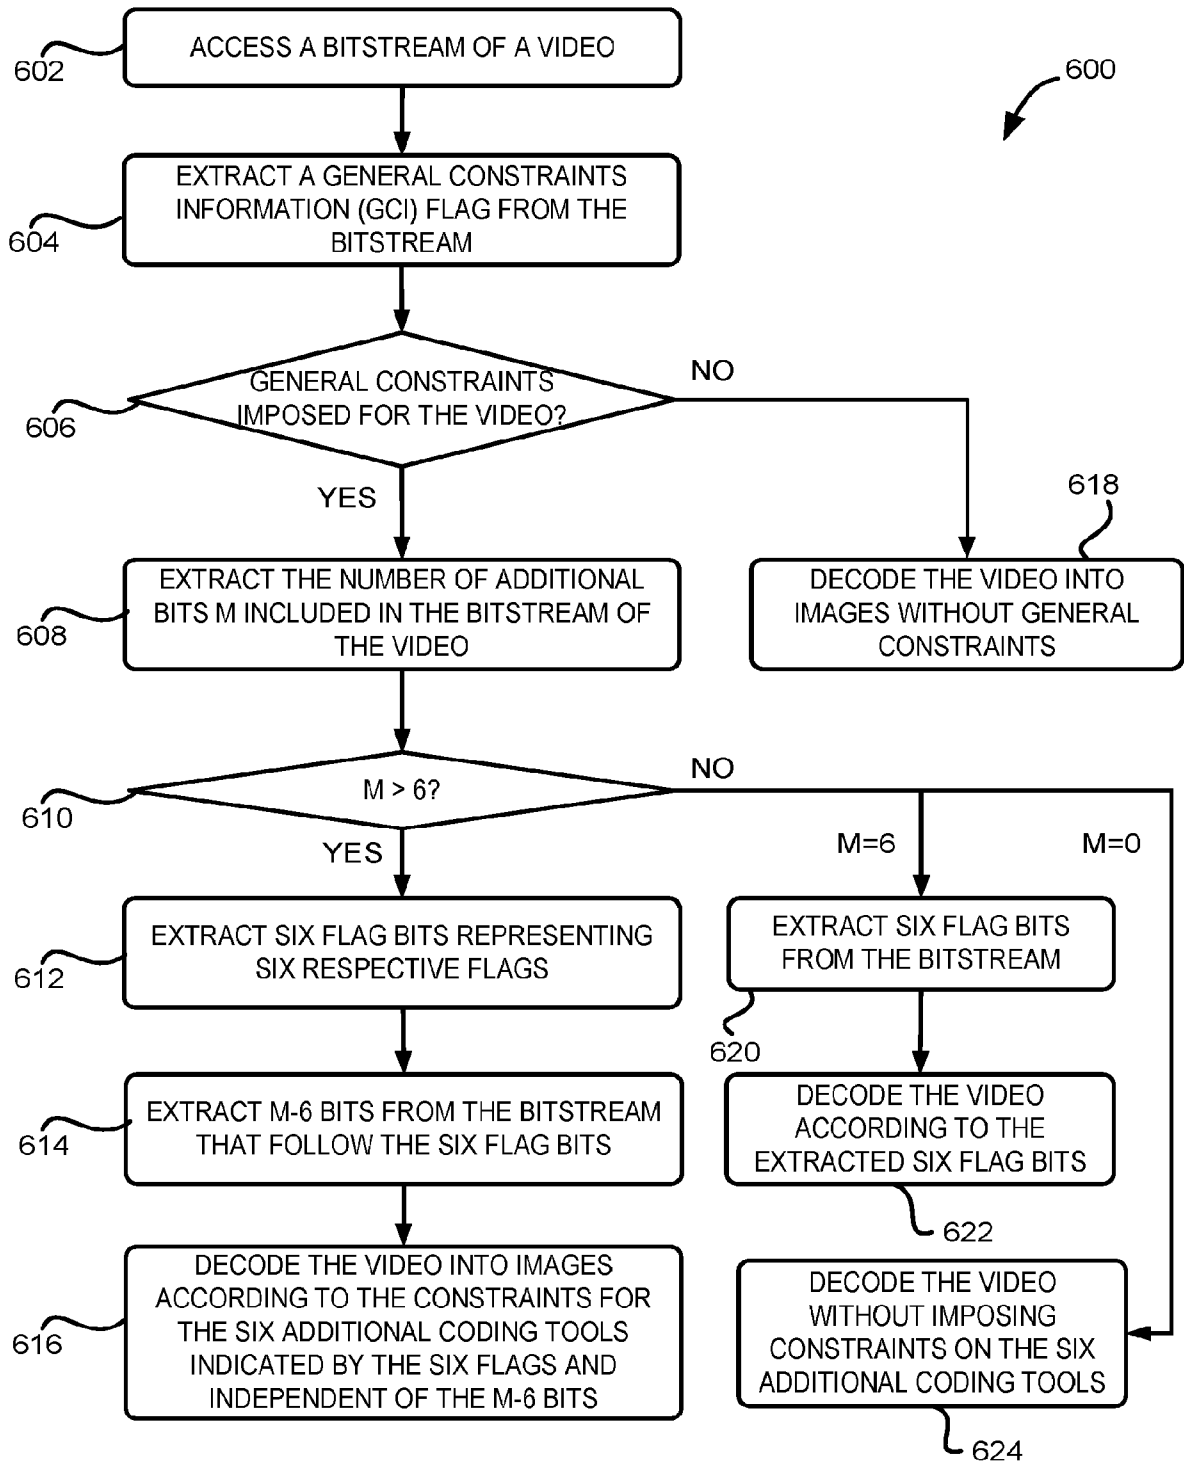 602
ACCESS A BITSTREAM OF A VIDEO
600
604
EXTRACT A GENERAL CONSTRAINTS
INFORMATION (GCI) FLAG FROM THE
BITSTREAM
606
GENERAL CONSTRAINTS
IMPOSED FOR THE VIDEO?
NO
YES
618
608
EXTRACT THE NUMBER OF ADDITIONAL
BITS M INCLUDED IN THE BITSTREAM OF
THE VIDEO
DECODE THE VIDEO INTO
IMAGES WITHOUT GENERAL
CONSTRAINTS
610
M > 6?
NO
YES
M=6
M=0
612
EXTRACT SIX FLAG BITS REPRESENTING
SIX RESPECTIVE FLAGS
EXTRACT SIX FLAG BITS
FROM THE BITSTREAM
620
614
EXTRACT M-6 BITS FROM THE BITSTREAM
THAT FOLLOW THE SIX FLAG BITS
DECODE THE VIDEO
ACCORDING TO THE
EXTRACTED SIX FLAG BITS
622
616
DECODE THE VIDEO INTO IMAGES
ACCORDING TO THE CONSTRAINTS FOR
THE SIX ADDITIONAL CODING TOOLS
INDICATED BY THE SIX FLAGS AND
INDEPENDENT OF THE M-6 BITS
DECODE THE VIDEO
WITHOUT IMPOSING
CONSTRAINTS ON THE SIX
ADDITIONAL CODING TOOLS
624